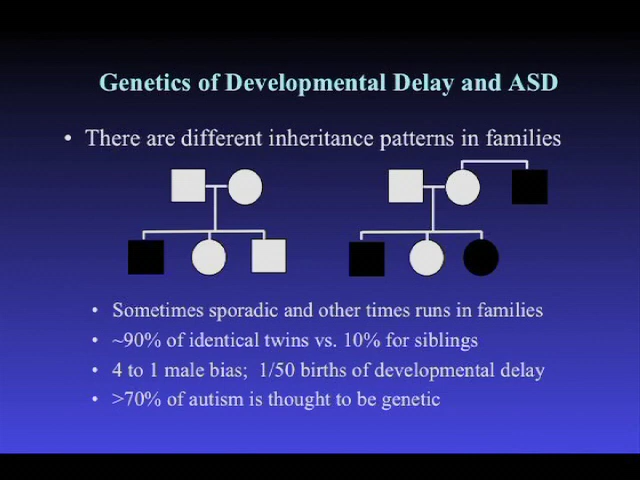 Genetics of Developmental Delay and ASD
• There are different inheritance patterns in families
• Sometimes sporadic and other times runs in families
• ~90% of identical twins vs. 10% for siblings
• 4 to 1 male bias; 1/50 births of developmental delay
• >70% of autism is thought to be genetic